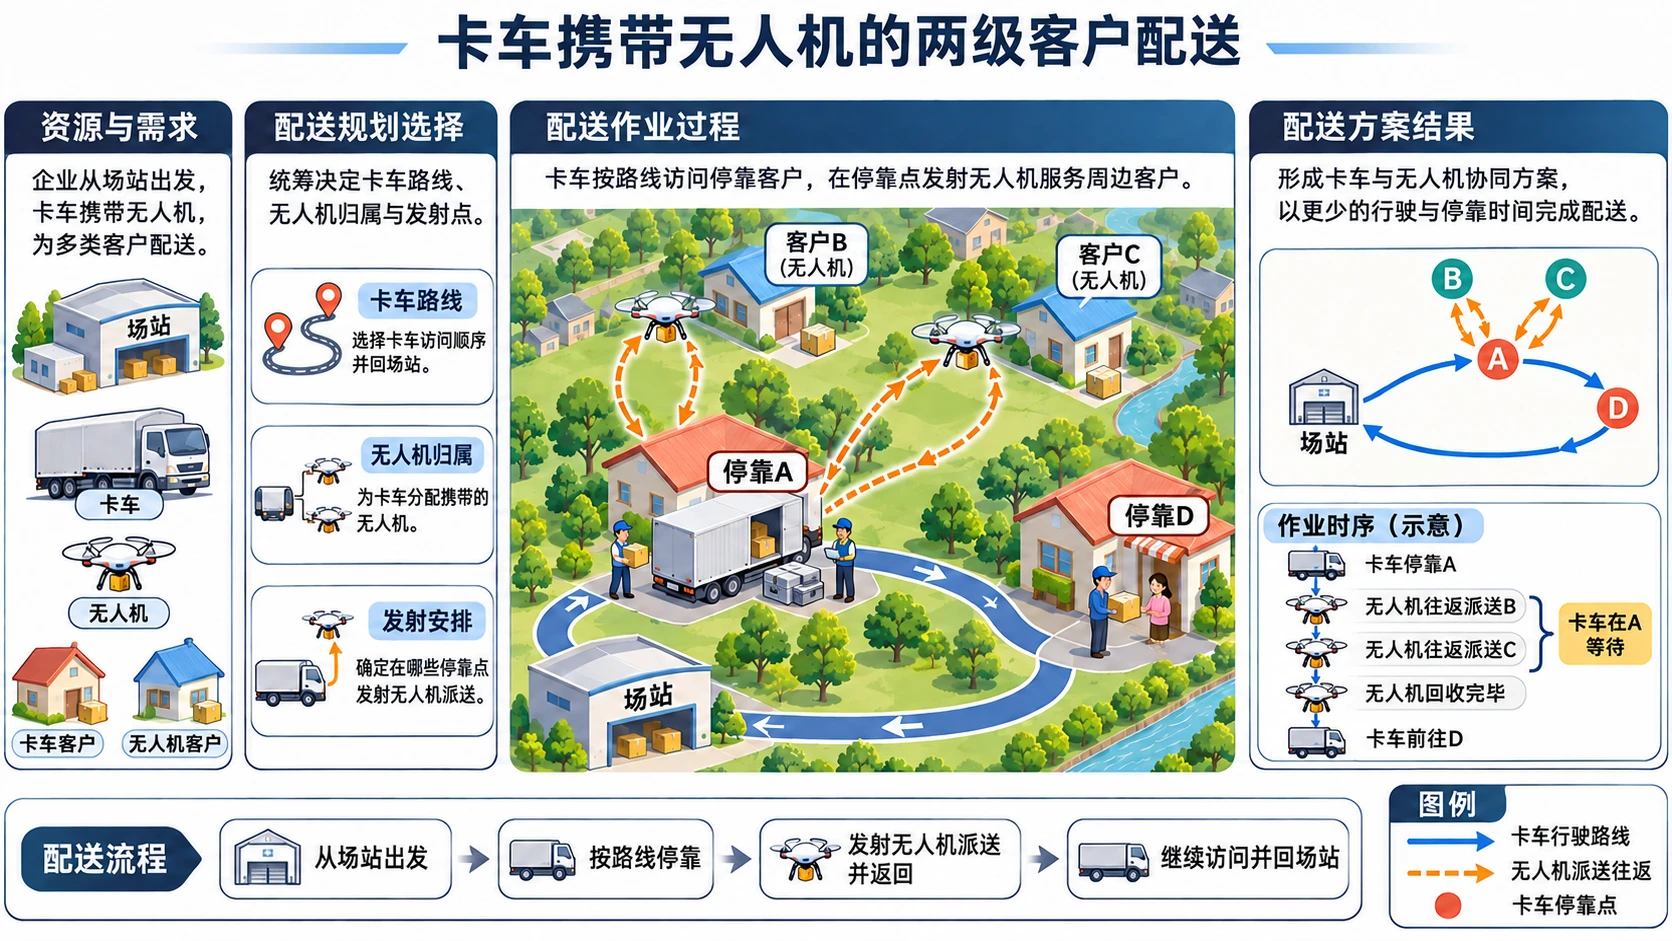 卡车携带无人机的两级客户配送
资源与需求
企业从场站出发，
卡车携带无人机，
为多类客户配送。
场站
卡车
无人机
卡车客户
无人机客户
配送规划选择
统筹决定卡车路线、
无人机归属与发射点。
卡车路线
选择卡车访问顺序
并回场站。
无人机归属
为卡车分配携带的
无人机。
发射安排
确定在哪些停靠点
发射无人机派送。
配送作业过程
卡车按路线访问停靠客户，在停靠点发射无人机服务周边客户。
客户B
(无人机)
客户C
(无人机)
停靠A
停靠D
场站
配送方案结果
形成卡车与无人机协同方案，
以更少的行驶与停靠时间完成配送。
B
C
A
D
场站
作业时序（示意）
卡车停靠A
无人机往返派送B
无人机往返派送C
无人机回收完毕
卡车前往D
卡车在A
等待
配送流程
从场站出发
按路线停靠
发射无人机派送
并返回
继续访问并回场站
图例
卡车行驶路线
无人机派送往返
卡车停靠点